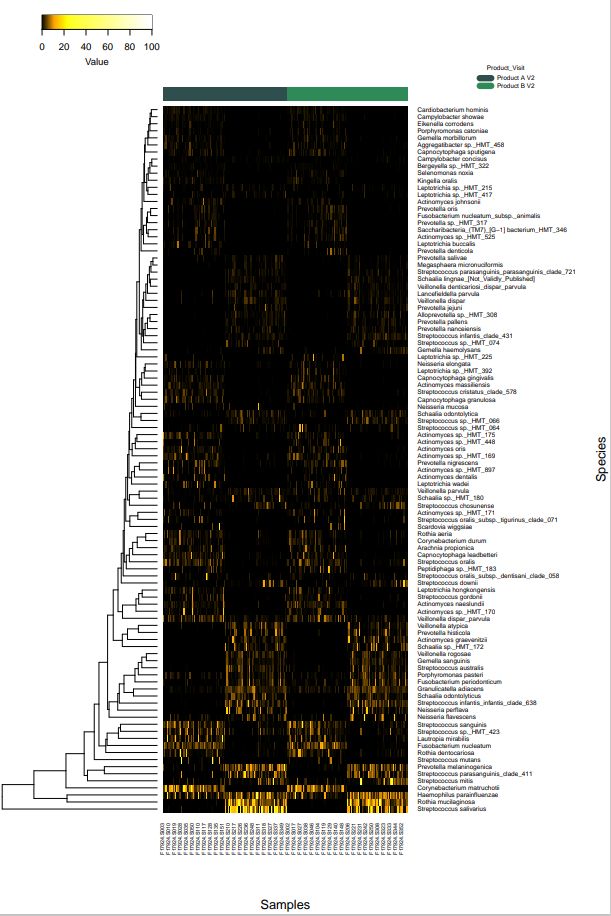 0 20 40 60 80 100
Value
Product_Visit
Product A V2
Product B V2
Cardiobacterium hominis
Campylobacter showae
Eikenella corrodens
Porphyromonas catoniae
Gemella morbillorum
Aggregatibacter sp._HMT_458
Capnocytophaga sputigena
Campylobacter concisus
Bergeyella sp._HMT_322
Selenomonas noxia
Kingella oralis
Leptotrichia sp._HMT_215
Leptotrichia sp._HMT_417
Actinomyces johnsonii
Prevotella oris
Fusobacterium nucleatum_subsp._animalis
Prevotella sp._HMT_317
Saccharibacteria_(TM7)_[G-1] bacterium_HMT_346
Actinomyces sp._HMT_525
Leptotrichia buccalis
Prevotella denticola
Prevotella salivae
Megasphaera micronuciformis
Streptococcus parasanguinis_parasanguinis_clade_721
Schaalia lingnae_[Not_Validly_Published]
Veillonella denticariosi_dispar_parvula
Lancefieldella parvula
Veillonella dispar
Prevotella jejuni
Alloprevotella sp._HMT_308
Prevotella pallens
Prevotella nanceiensis
Streptococcus infantis_clade_431
Streptococcus sp._HMT_074
Gemella haemolysans
Leptotrichia sp._HMT_225
Neisseria elongata
Leptotrichia sp._HMT_392
Capnocytophaga gingivalis
Actinomyces massiliensis
Streptococcus cristatus_clade_578
Capnocytophaga granulosa
Neisseria mucosa
Schaalia odontolytica
Streptococcus sp._HMT_066
Streptococcus sp._HMT_064
Actinomyces sp._HMT_175
Actinomyces sp._HMT_448
Actinomyces oris
Actinomyces sp._HMT_169
Prevotella nigrescens
Actinomyces sp._HMT_897
Actinomyces dentalis
Leptotrichia wadei
Veillonella parvula
Schaalia sp._HMT_180
Streptococcus chosunense
Actinomyces sp._HMT_171
Streptococcus oralis_subsp._tigurinus_clade_071
Scardovia wiggsiae
Rothia aeria
Corynebacterium durum
Arachnia propionica
Capnocytophaga leadbetteri
Streptococcus oralis
Peptidiphaga sp._HMT_183
Streptococcus oralis_subsp._dentisani_clade_058
Streptococcus downii
Leptotrichia hongkongensis
Streptococcus gordonii
Actinomyces naeslundii
Actinomyces sp._HMT_170
Veillonella dispar_parvula
Veillonella atypica
Prevotella histicola
Actinomyces graevenitzii
Schaalia sp._HMT_172
Veillonella rogosae
Gemella sanguinis
Streptococcus australis
Porphyromonas pasteri
Fusobacterium periodonticum
Granulicatella adiacens
Schaalia odontolyticus
Streptococcus infantis_infantis_clade_638
Neisseria perflava
Neisseria flavescens
Streptococcus sanguinis
Streptococcus sp._HMT_423
Lautropia mirabilis
Fusobacterium nucleatum
Rothia dentocariosa
Streptococcus mutans
Prevotella melaninogenica
Streptococcus parasanguinis_clade_411
Streptococcus mitis
Corynebacterium matruchotii
Haemophilus parainfluenzae
Rothia mucilaginosa
Streptococcus salivarius
Species
Samples